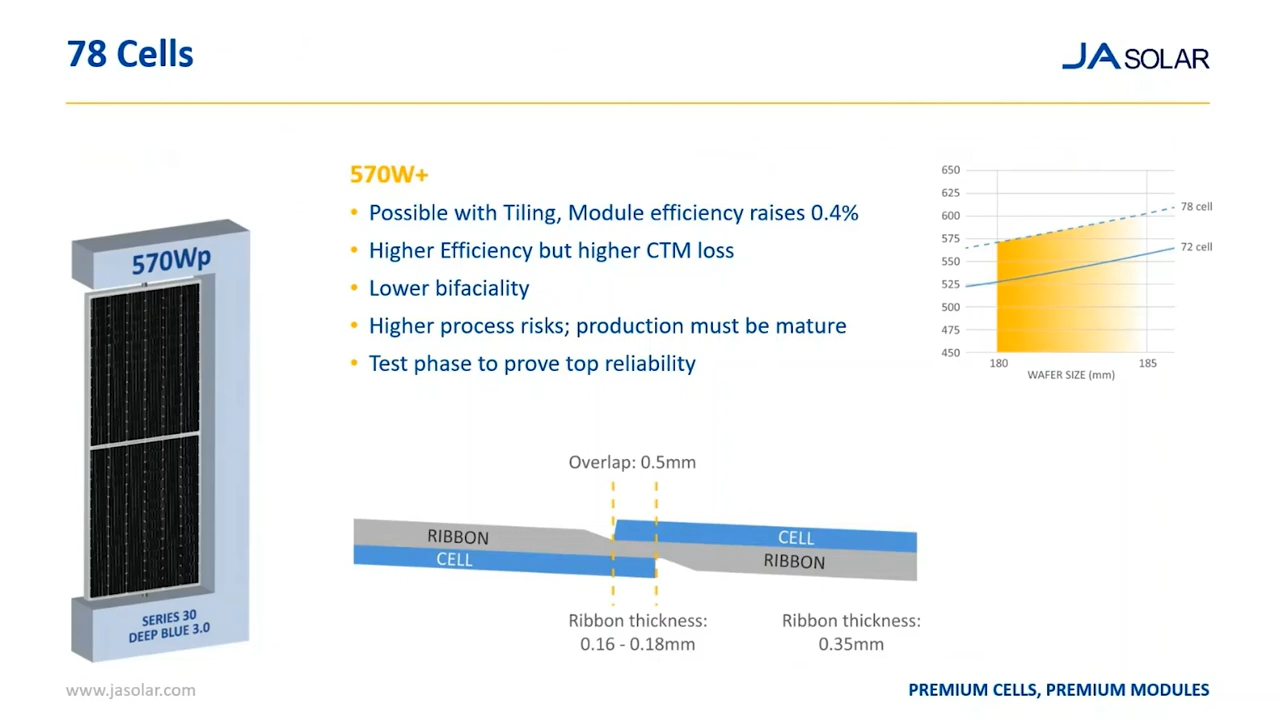 78 Cells
JA SOLAR
570W+
• Possible with Tiling, Module efficiency raises 0.4%
• Higher Efficiency but higher CTM loss
• Lower bifaciality
• Higher process risks; production must be mature
• Test phase to prove top reliability
570Wp
SERIES 30
DEEP BLUE 3.0
650
625
600
575
550
525
500
475
450
78 cell
72 cell
180 185
WAFER SIZE (mm)
Overlap: 0.5mm
RIBBON
CELL
CELL
RIBBON
Ribbon thickness:
0.16 - 0.18mm
Ribbon thickness:
0.35mm
www.jasolar.com
PREMIUM CELLS, PREMIUM MODULES